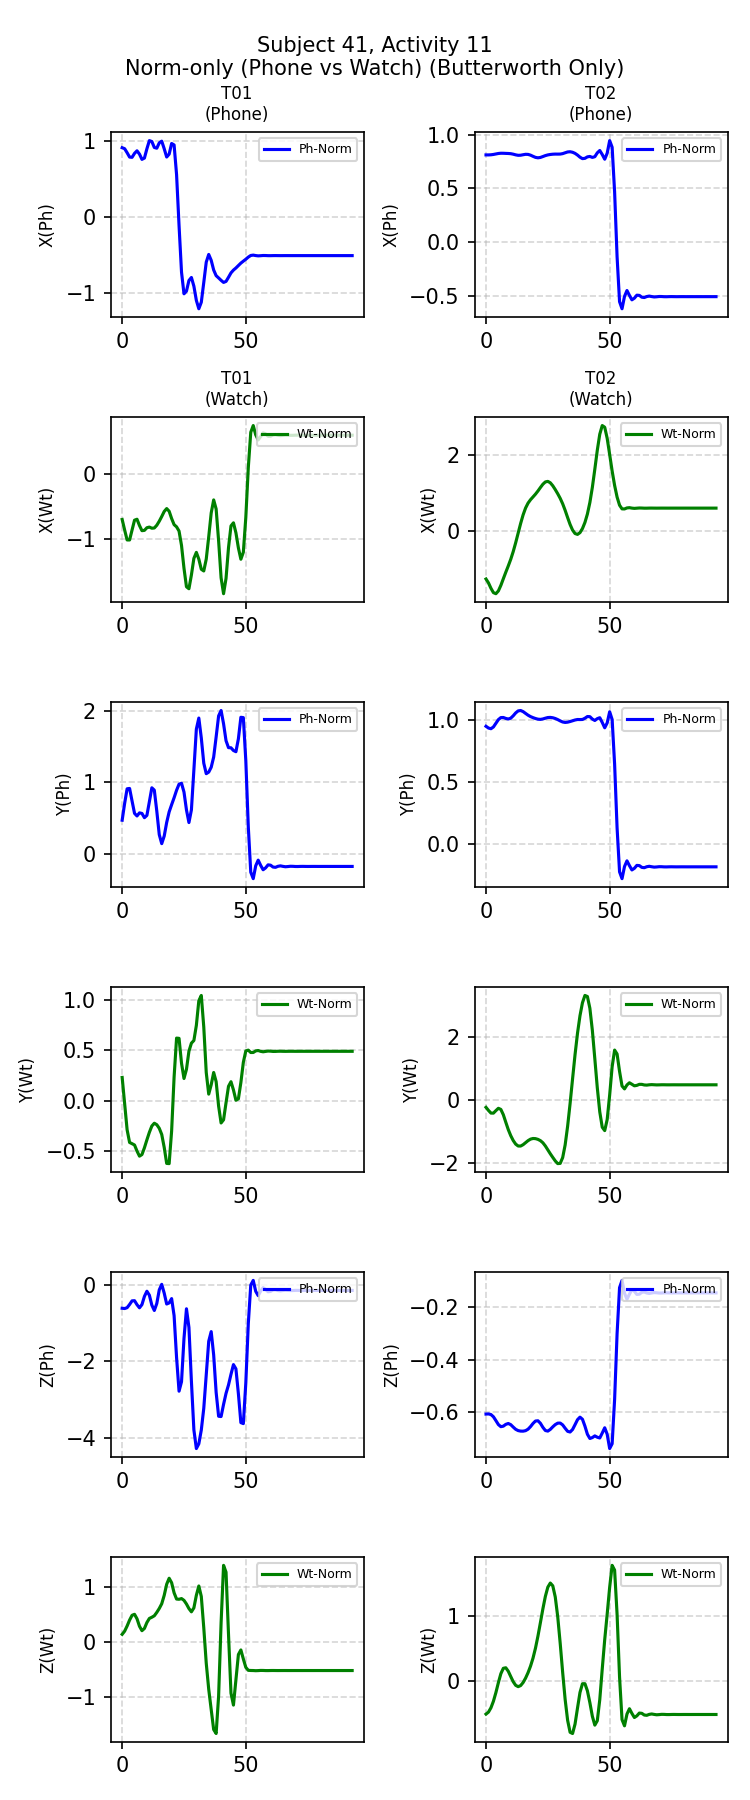 Subject 41, Activity 11
Norm-only (Phone vs Watch) (Butterworth Only)
T01
(Phone)
T02
(Phone)
X(Ph)
1
0
−1
0
50
Ph-Norm
X(Ph)
1.0
0.5
0.0
−0.5
0
50
Ph-Norm
T01
(Watch)
T02
(Watch)
X(Wt)
0
−1
0
50
Wt-Norm
X(Wt)
2
0
0
50
Wt-Norm
Y(Ph)
2
1
0
0
50
Ph-Norm
Y(Ph)
1.0
0.5
0.0
0
50
Ph-Norm
Y(Wt)
1.0
0.5
0.0
−0.5
0
50
Wt-Norm
Y(Wt)
2
0
−2
0
50
Wt-Norm
Z(Ph)
0
−2
−4
0
50
Ph-Norm
Z(Ph)
−0.2
−0.4
−0.6
0
50
Ph-Norm
Z(Wt)
1
0
−1
0
50
Wt-Norm
Z(Wt)
1
0
0
50
Wt-Norm